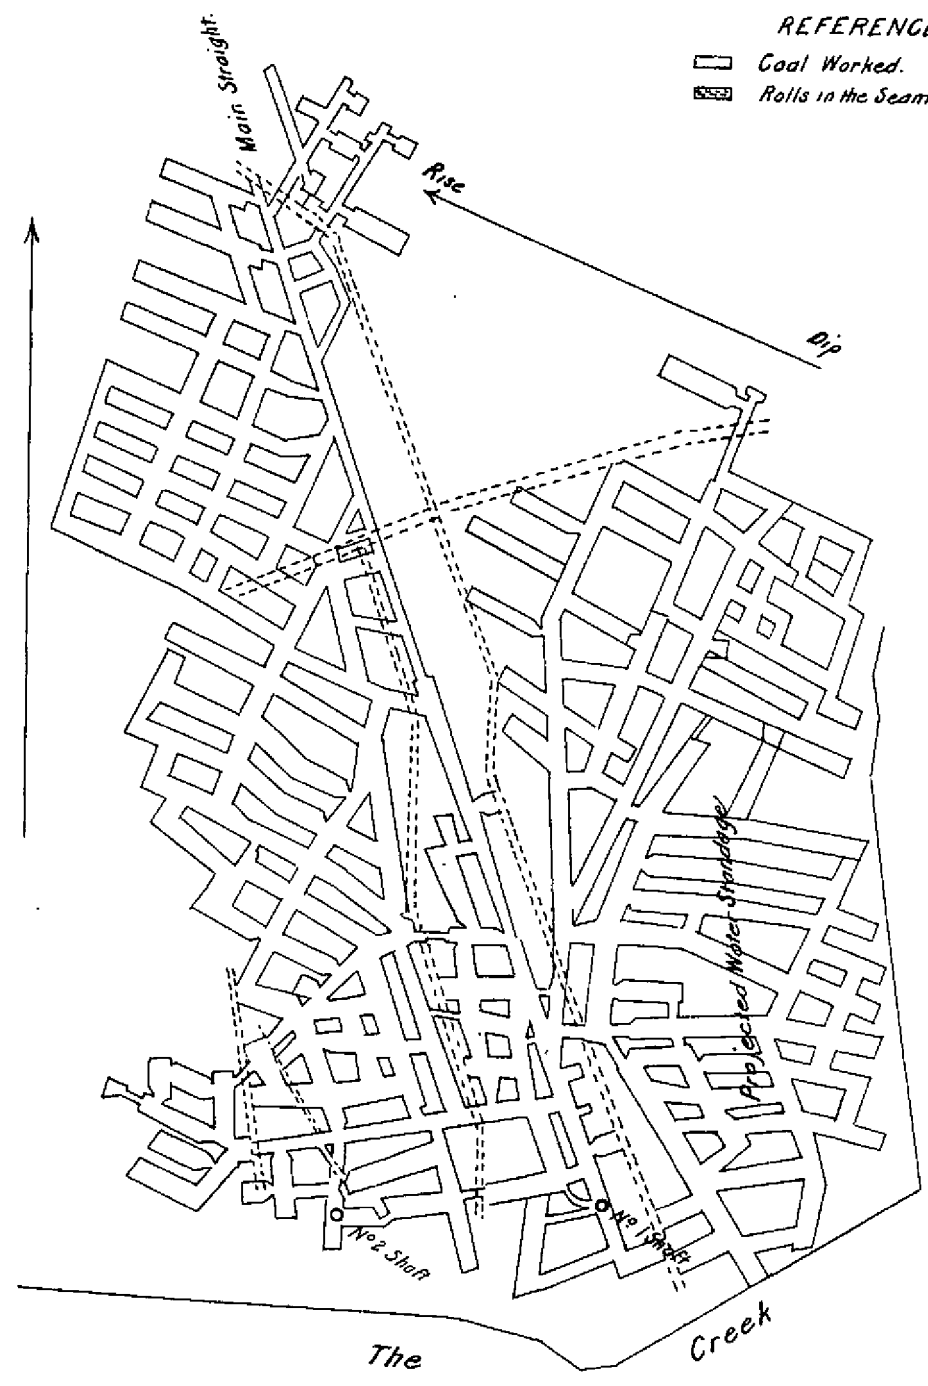 Main Straight.
REFERENCE
Coal Worked.
Rolls in the Seam
Rise
Dip
Projected Water Standage
No 1 Shaft
No 2 Shaft
The
Creek